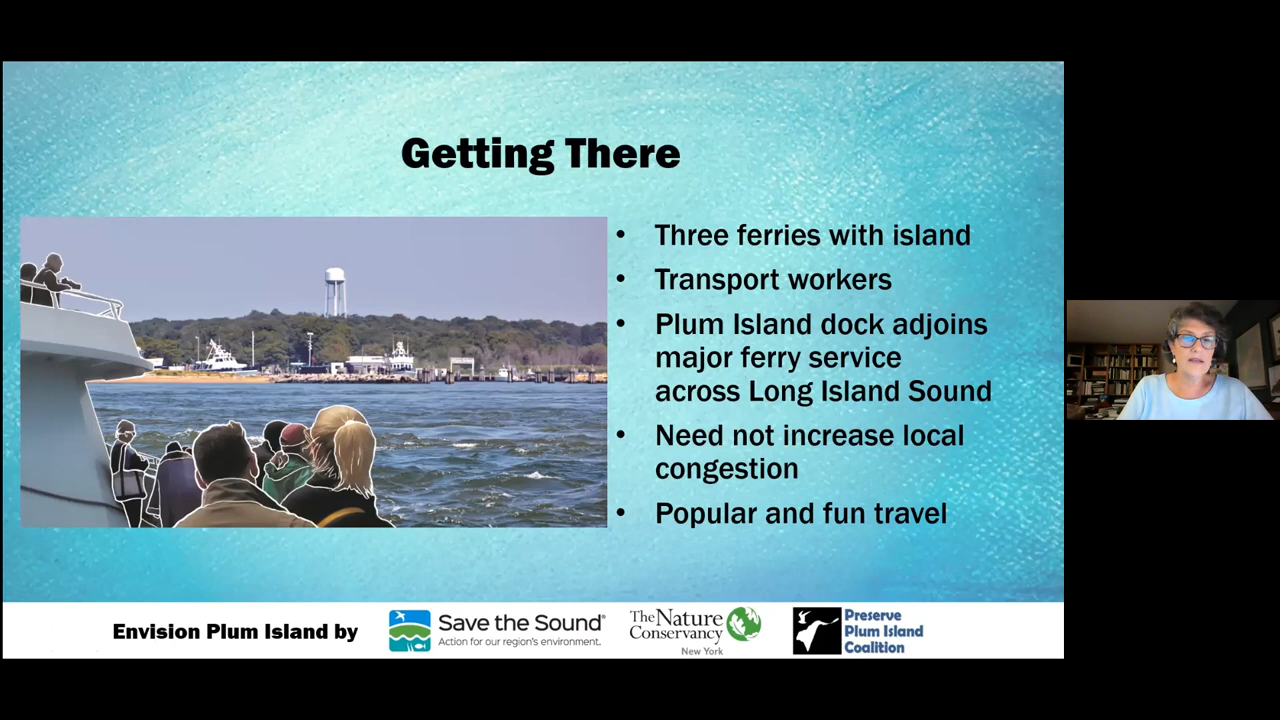 Getting There
• Three ferries with island
• Transport workers
• Plum Island dock adjoins
major ferry service
across Long Island Sound
• Need not increase local
congestion
• Popular and fun travel
Envision Plum Island by
Save the Sound®
Action for our region's environment.
The Nature
Conservancy
New York
Preserve
Plum Island
Coalition